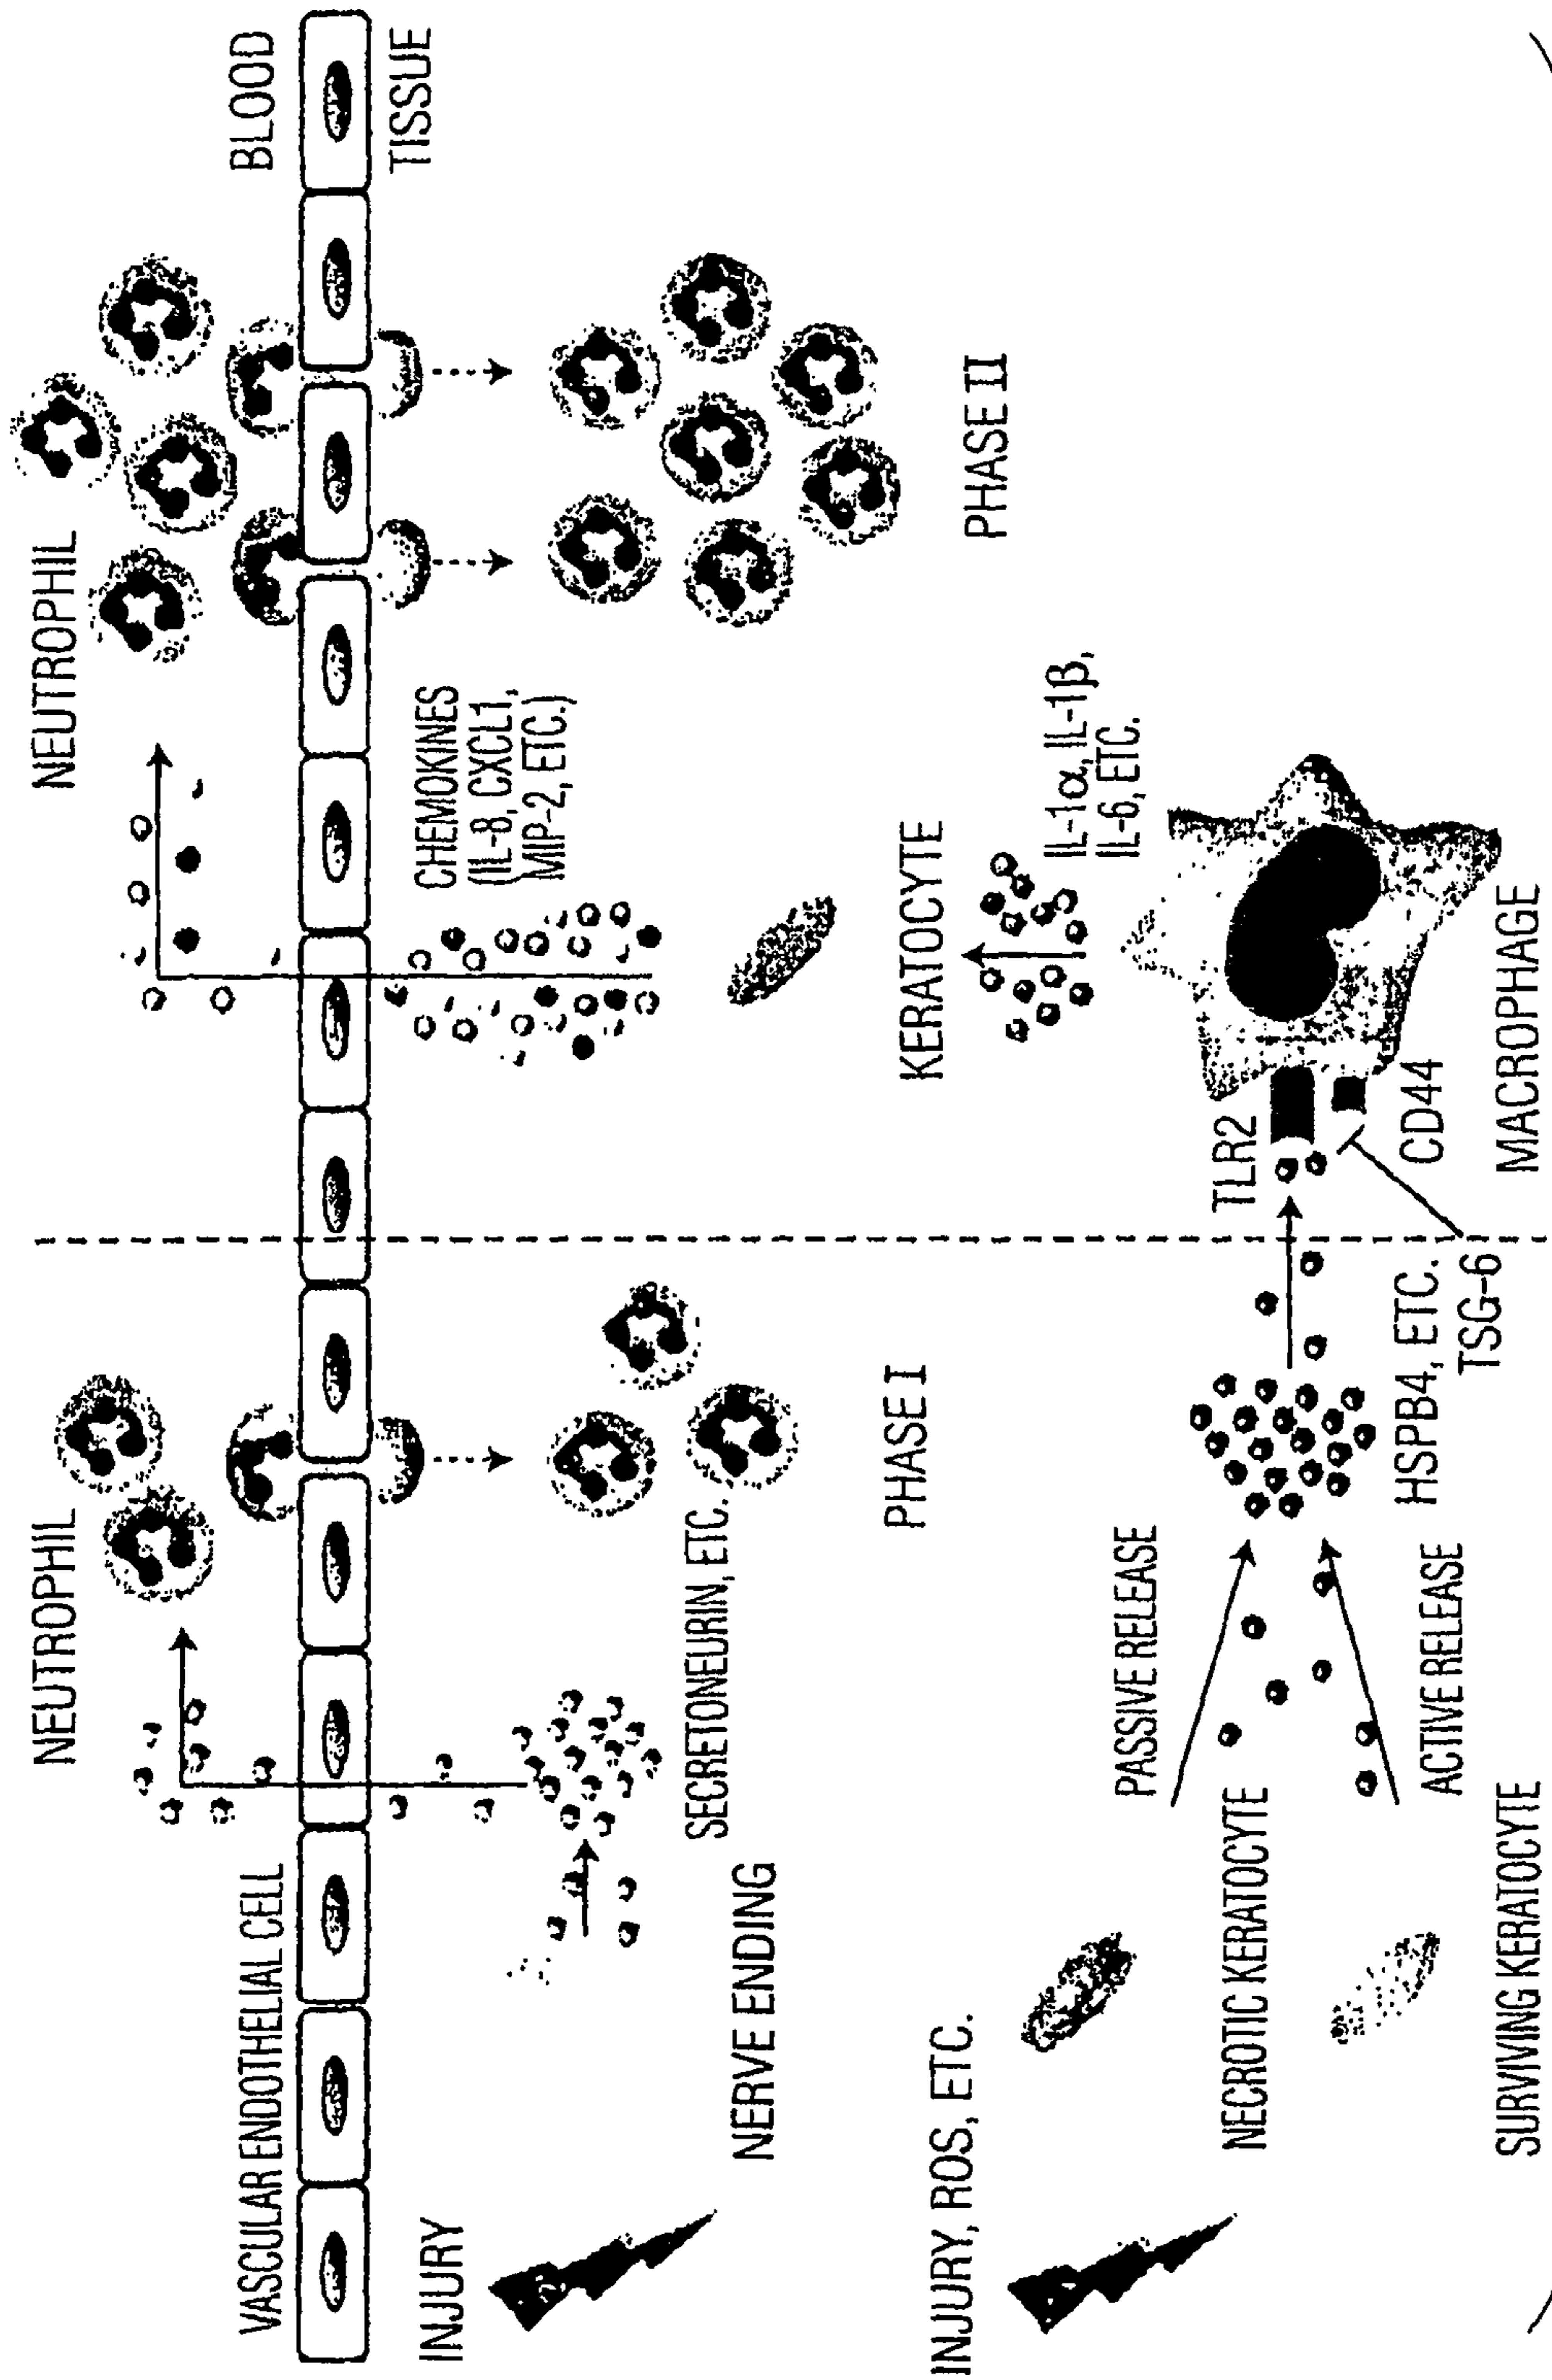 NEUTROPHIL
NEUTROPHIL
VASCULAR ENDOTHELIAL CELL
BLOOD
TISSUE
INJURY
CHEMOKINES
(IL-8, CXCL1,
MIP-2, ETC.)
SECRETONEURIN, ETC.
NERVE ENDING
PHASE I
KERATOCYTE
PHASE II
INJURY, ROS, ETC.
IL-1α, IL-1β,
IL-6, ETC.
PASSIVE RELEASE
NECROTIC KERATOCYTE
TLR2
ACTIVE RELEASE
HSPB4, ETC.
CD44
TSG-6
SURVIVING KERATOCYTE
MACROPHAGE